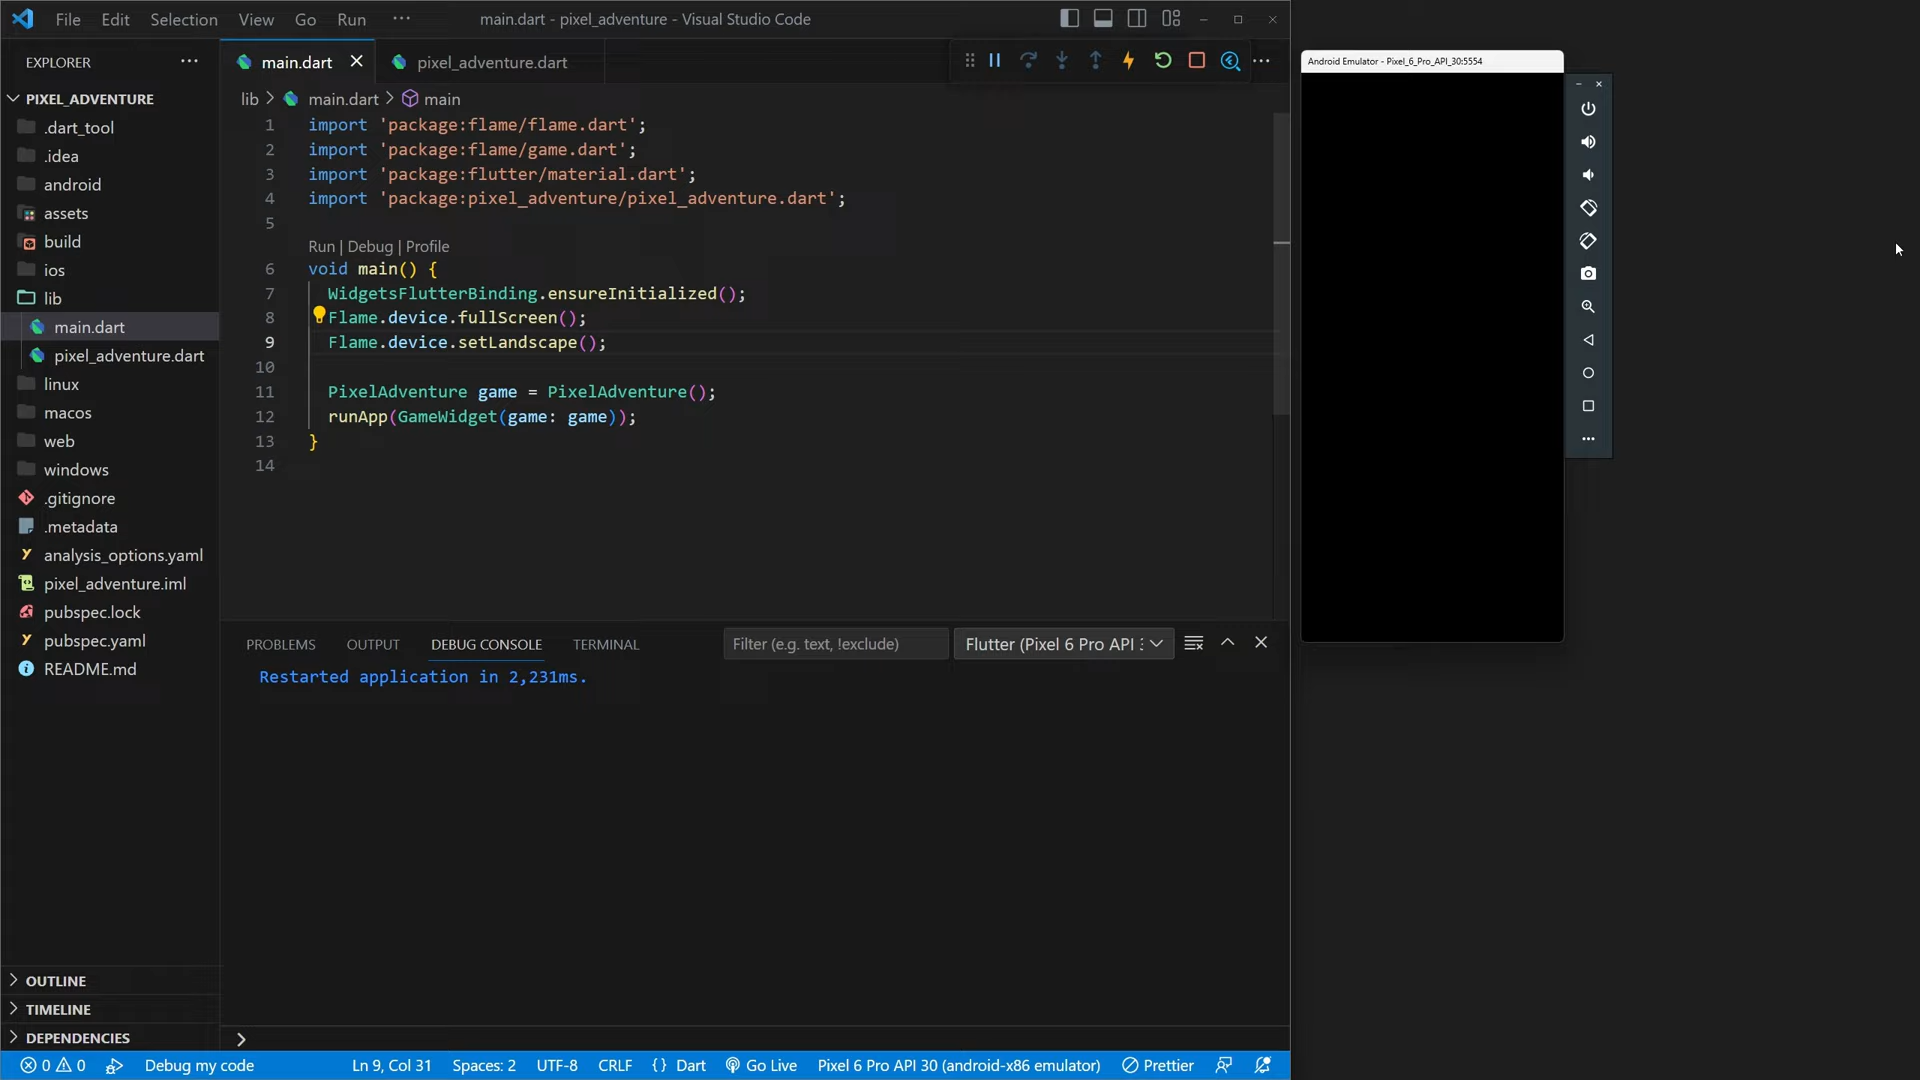 File Edit Selection View Go Run ··· main.dart - pixel_adventure - Visual Studio Code
EXPLORER ···
main.dart
pixel_adventure.dart
PIXEL_ADVENTURE
.dart_tool
.idea
android
assets
build
ios
lib
main.dart
pixel_adventure.dart
linux
macos
web
windows
.gitignore
.metadata
analysis_options.yaml
pixel_adventure.iml
pubspec.lock
pubspec.yaml
README.md
OUTLINE
TIMELINE
DEPENDENCIES
lib > main.dart > main
1 import 'package:flame/flame.dart';
2 import 'package:flame/game.dart';
3 import 'package:flutter/material.dart';
4 import 'package:pixel_adventure/pixel_adventure.dart';
5
Run | Debug | Profile
6 void main() {
7 WidgetsFlutterBinding.ensureInitialized();
8 Flame.device.fullScreen();
9 Flame.device.setLandscape();
10
11 PixelAdventure game = PixelAdventure();
12 runApp(GameWidget(game: game));
13 }
14
PROBLEMS OUTPUT DEBUG CONSOLE TERMINAL Filter (e.g. text, !exclude) Flutter (Pixel 6 Pro API :
Restarted application in 2,231ms.
>
0 0 Debug my code Ln 9, Col 31 Spaces: 2 UTF-8 CRLF {} Dart Go Live Pixel 6 Pro API 30 (android-x86 emulator) Prettier
Android Emulator - Pixel_6_Pro_API_30:5554